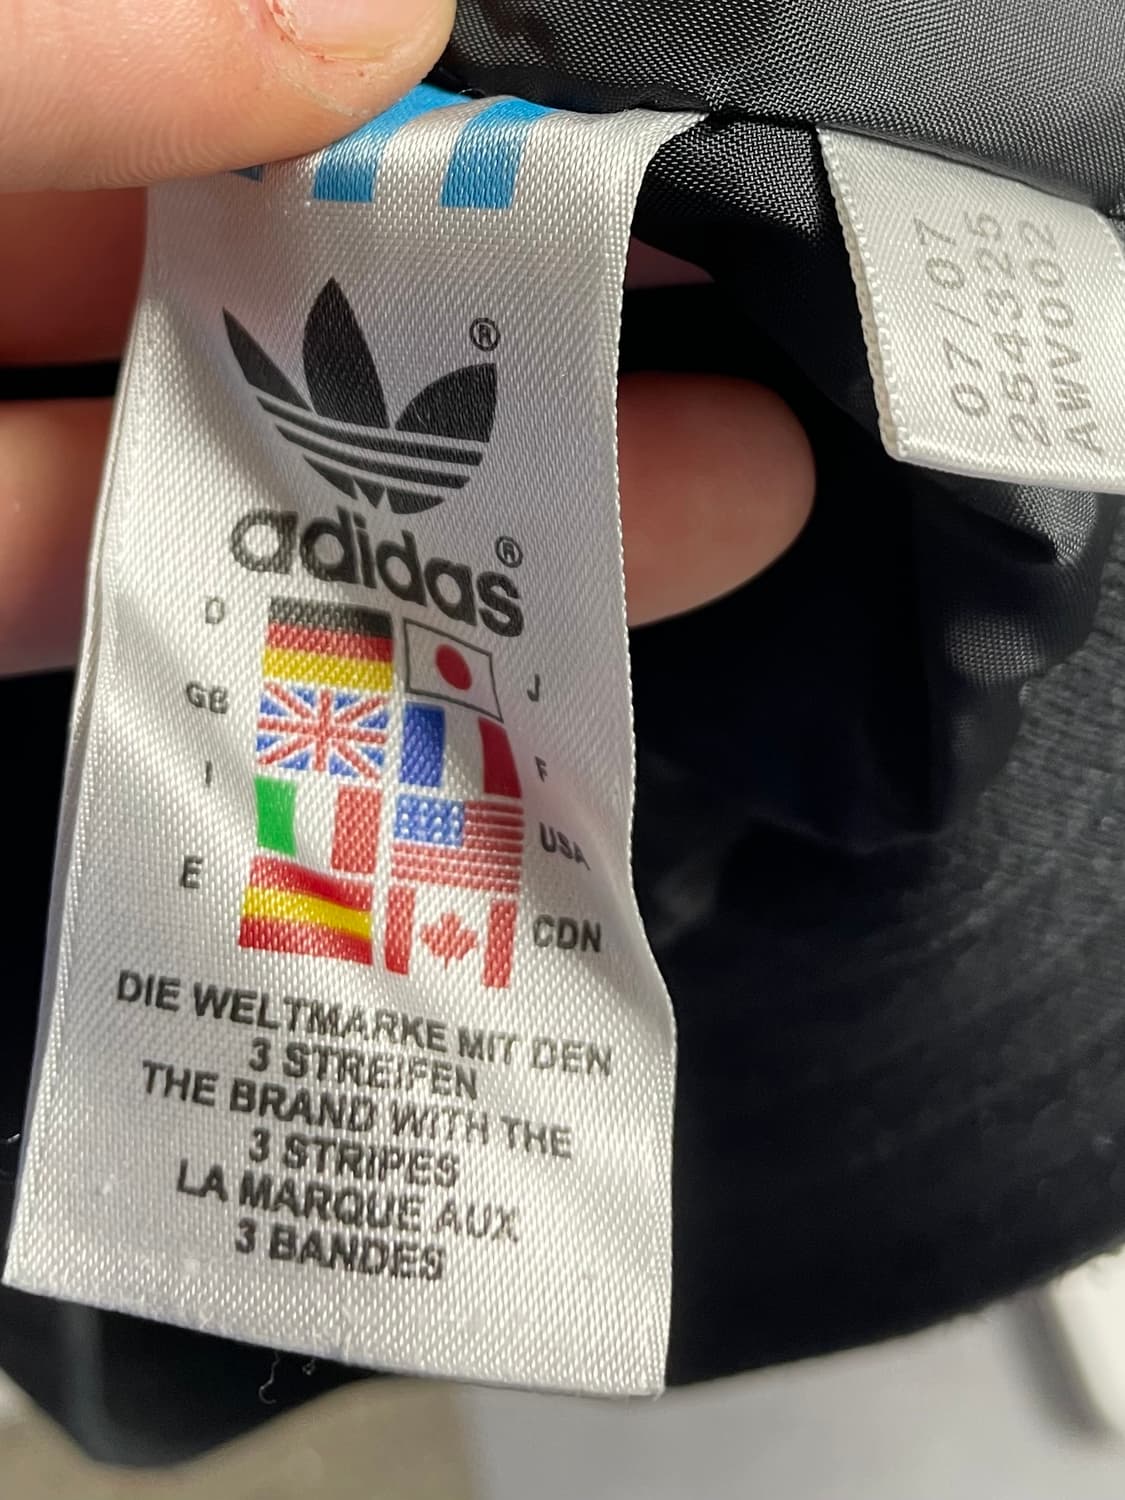 ®
adidas®
D
J
GB
F
I
USA
E
CDN
DIE WELTMARKE MIT DEN
3 STREIFEN
THE BRAND WITH THE
3 STRIPES
LA MARQUE AUX
3 BANDES
07/07
254325
AWV002